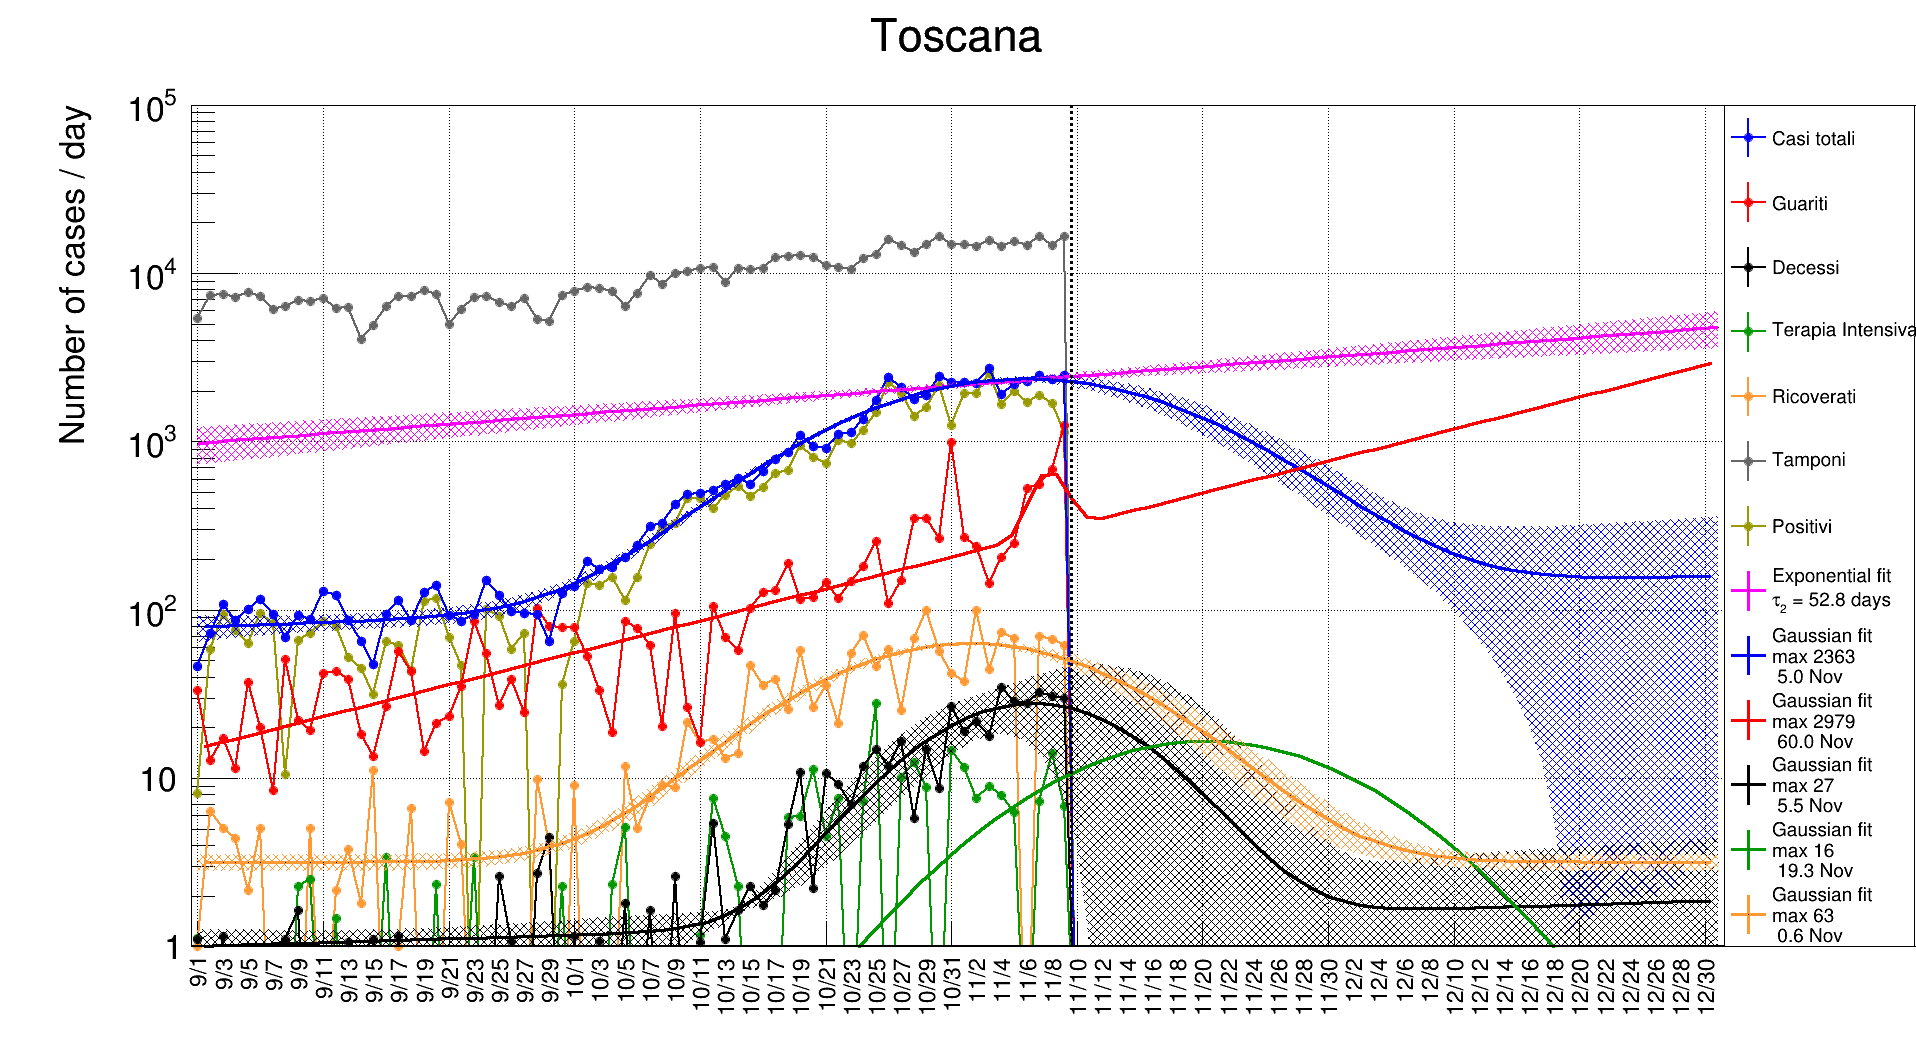 Toscana
Number of cases / day
10^5
10^4
10^3
10^2
10
1
9/1
9/3
9/5
9/7
9/9
9/11
9/13
9/15
9/17
9/19
9/21
9/23
9/25
9/27
9/29
10/1
10/3
10/5
10/7
10/9
10/11
10/13
10/15
10/17
10/19
10/21
10/23
10/25
10/27
10/29
10/31
11/2
11/4
11/6
11/8
11/10
11/12
11/14
11/16
11/18
11/20
11/22
11/24
11/26
11/28
11/30
12/2
12/4
12/6
12/8
12/10
12/12
12/14
12/16
12/18
12/20
12/22
12/24
12/26
12/28
12/30
Casi totali
Guariti
Decessi
Terapia Intensiva
Ricoverati
Tamponi
Positivi
Exponential fit
τ₂ = 52.8 days
Gaussian fit
max 2363
5.0 Nov
Gaussian fit
max 2979
60.0 Nov
Gaussian fit
max 27
5.5 Nov
Gaussian fit
max 16
19.3 Nov
Gaussian fit
max 63
0.6 Nov